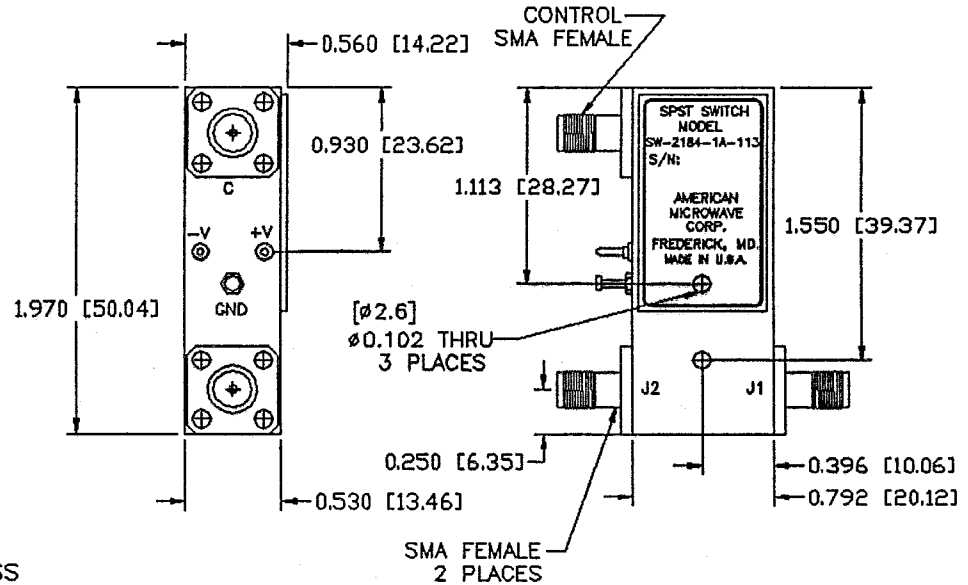 CONTROL
SMA FEMALE
0.560 [14.22]
0.930 [23.62]
C
-V
+V
GND
1.970 [50.04]
0.530 [13.46]
SPST SWITCH
MODEL
SW-2184-1A-113
S/N:
AMERICAN
MICROWAVE
CORP.
FREDERICK, MD.
MADE IN U.S.A.
1.113 [28.27]
1.550 [39.37]
[ø2.6]
ø0.102 THRU
3 PLACES
J2
J1
0.250 [6.35]
0.396 [10.06]
0.792 [20.12]
SMA FEMALE
2 PLACES
SS